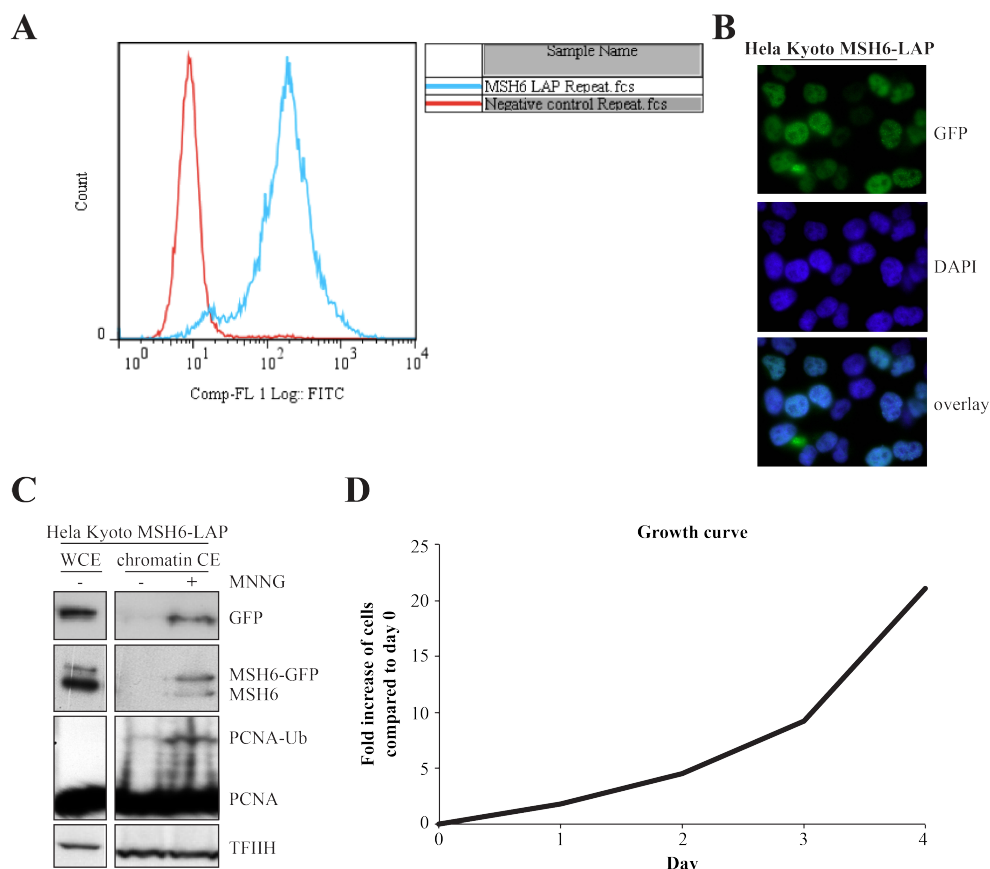 A
Sample Name
MSH6 LAP Repeat.fcs
Negative control Repeat.fcs
Count
0
10^0 10^1 10^2 10^3 10^4
Comp-FL 1 Log:: FITC
B
Hela Kyoto MSH6-LAP
GFP
DAPI
overlay
C
Hela Kyoto MSH6-LAP
WCE chromatin CE
- - + MNNG
GFP
MSH6-GFP
MSH6
PCNA-Ub
PCNA
TFIIH
D
Growth curve
Fold increase of cells
compared to day 0
25
20
15
10
5
0
0 1 2 3 4
Day